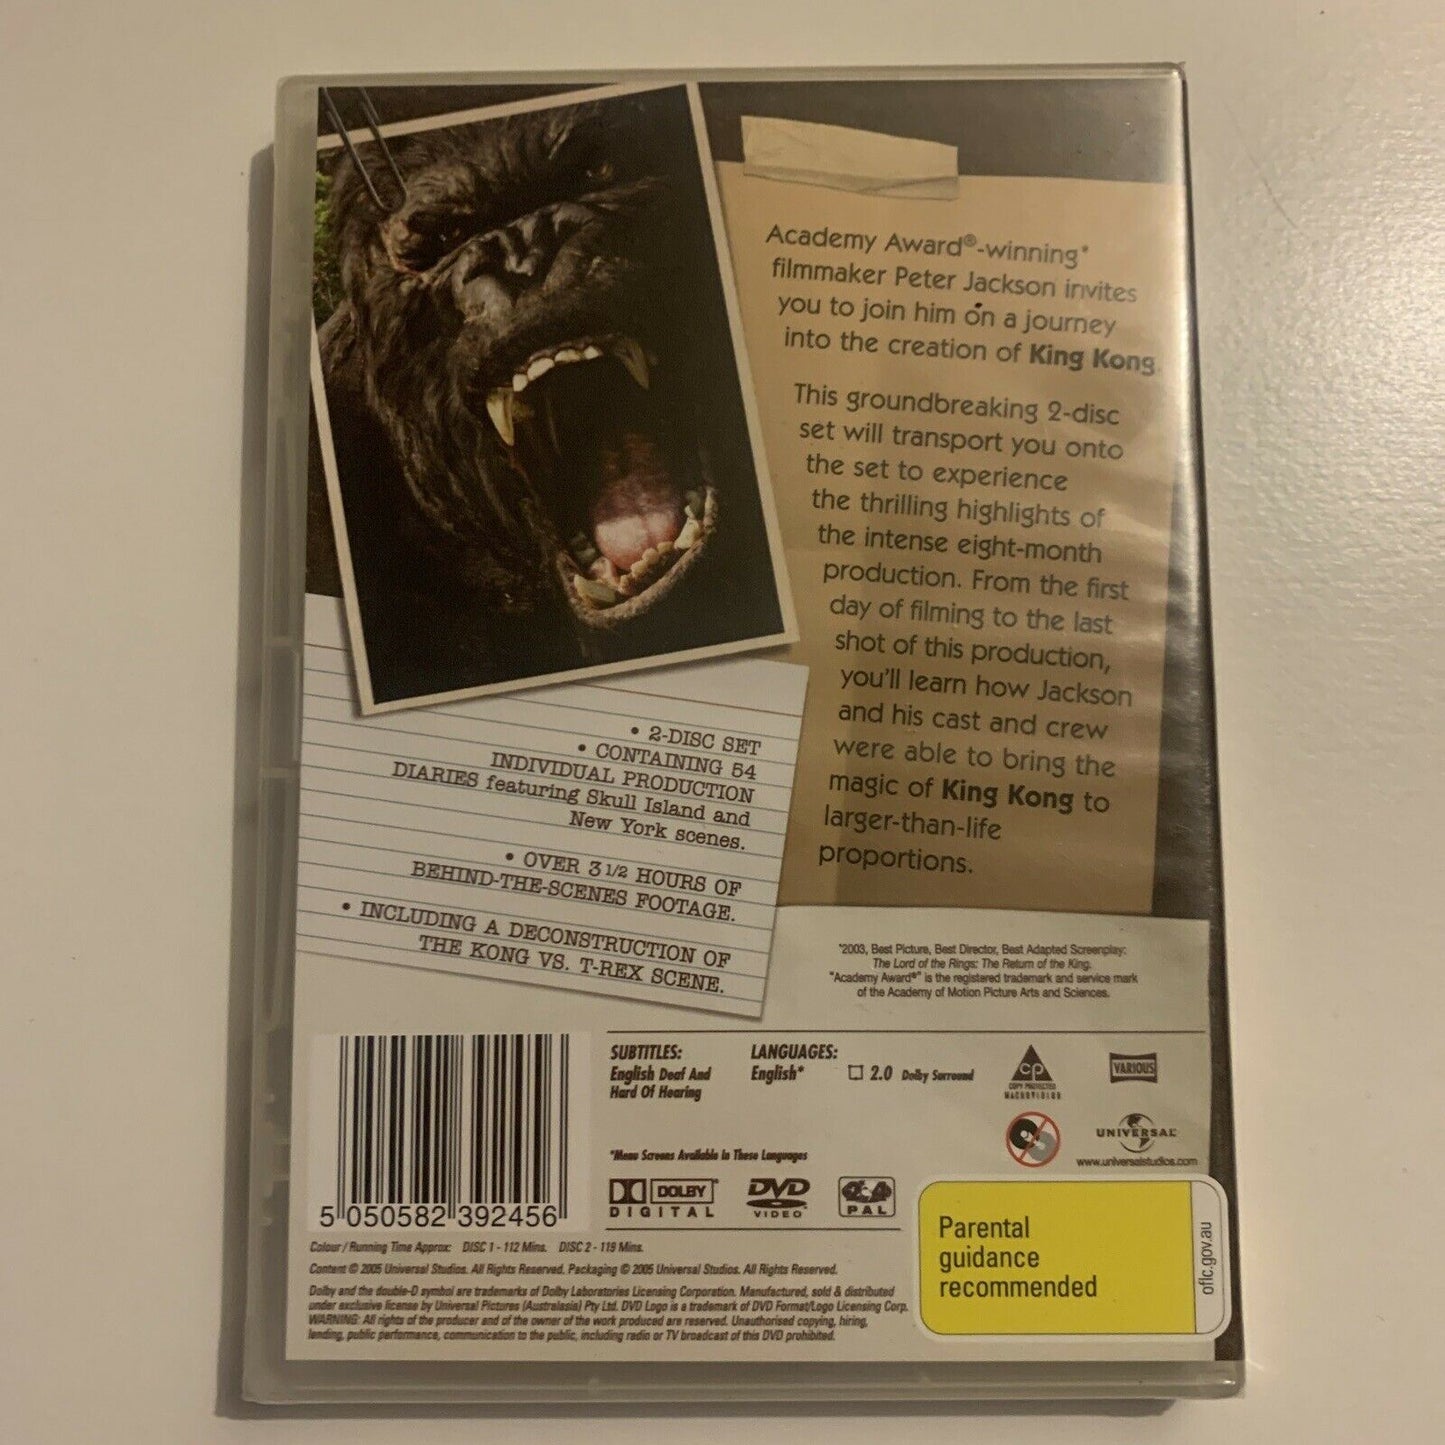 Academy Award®-winning*
filmmaker Peter Jackson invites
you to join him on a journey
into the creation of King Kong.
This groundbreaking 2-disc
set will transport you onto
the set to experience
the thrilling highlights of
the intense eight-month
production. From the first
day of filming to the last
shot of this production,
you'll learn how Jackson
and his cast and crew
were able to bring the
magic of King Kong to
larger-than-life
proportions.
• 2-DISC SET
• CONTAINING 54
INDIVIDUAL PRODUCTION
DIARIES featuring Skull Island and
New York scenes.
• OVER 3 1/2 HOURS OF
BEHIND-THE-SCENES FOOTAGE.
• INCLUDING A DECONSTRUCTION OF
THE KONG VS. T-REX SCENE.
*2003, Best Picture, Best Director, Best Adapted Screenplay:
The Lord of the Rings: The Return of the King.
"Academy Award®" is the registered trademark and service mark
of the Academy of Motion Picture Arts and Sciences.
SUBTITLES:
English Deaf And
Hard Of Hearing
LANGUAGES:
English*
2.0 Dolby Surround
CP
COPY PROTECTED
MACROVISION
VARIOUS
UNIVERSAL
www.universalstudios.com
*Menu Screens Available In These Languages
DOLBY
DIGITAL
DVD
VIDEO
PAL
5 050582 392456
Colour / Running Time Approx: DISC 1 - 112 Mins. DISC 2 - 119 Mins.
Content © 2005 Universal Studios. All Rights Reserved. Packaging © 2005 Universal Studios. All Rights Reserved.
Dolby and the double-D symbol are trademarks of Dolby Laboratories Licensing Corporation. Manufactured, sold & distributed
under exclusive license by Universal Pictures (Australasia) Pty Ltd. DVD Logo is a trademark of DVD Format/Logo Licensing Corp.
WARNING: All rights of the producer and of the owner of the work produced are reserved. Unauthorised copying, hiring,
lending, public performance, communication to the public, including radio or TV broadcast of this DVD prohibited.
Parental
guidance
recommended
oflc.gov.au